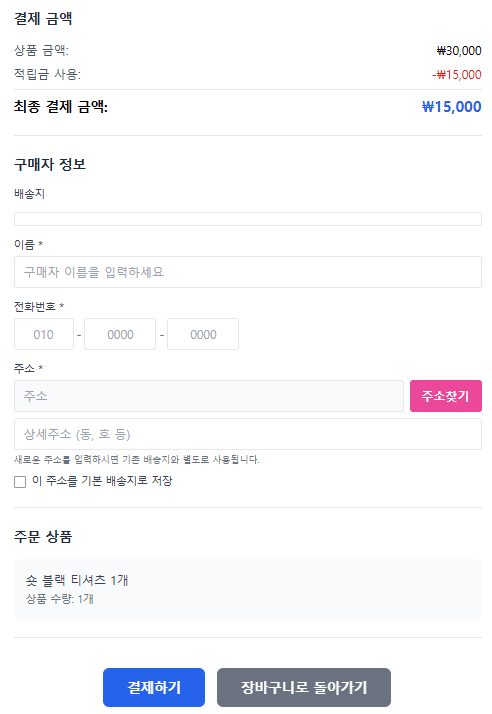 결제 금액
상품 금액: ₩30,000
적립금 사용: -₩15,000
최종 결제 금액: ₩15,000
구매자 정보
배송지
이름 *
구매자 이름을 입력하세요
전화번호 *
010 - 0000 - 0000
주소 *
주소 주소찾기
상세주소 (동, 호 등)
새로운 주소를 입력하시면 기존 배송지와 별도로 사용됩니다.
이 주소를 기본 배송지로 저장
주문 상품
숏 블랙 티셔츠 1개
상품 수량: 1개
결제하기 장바구니로 돌아가기